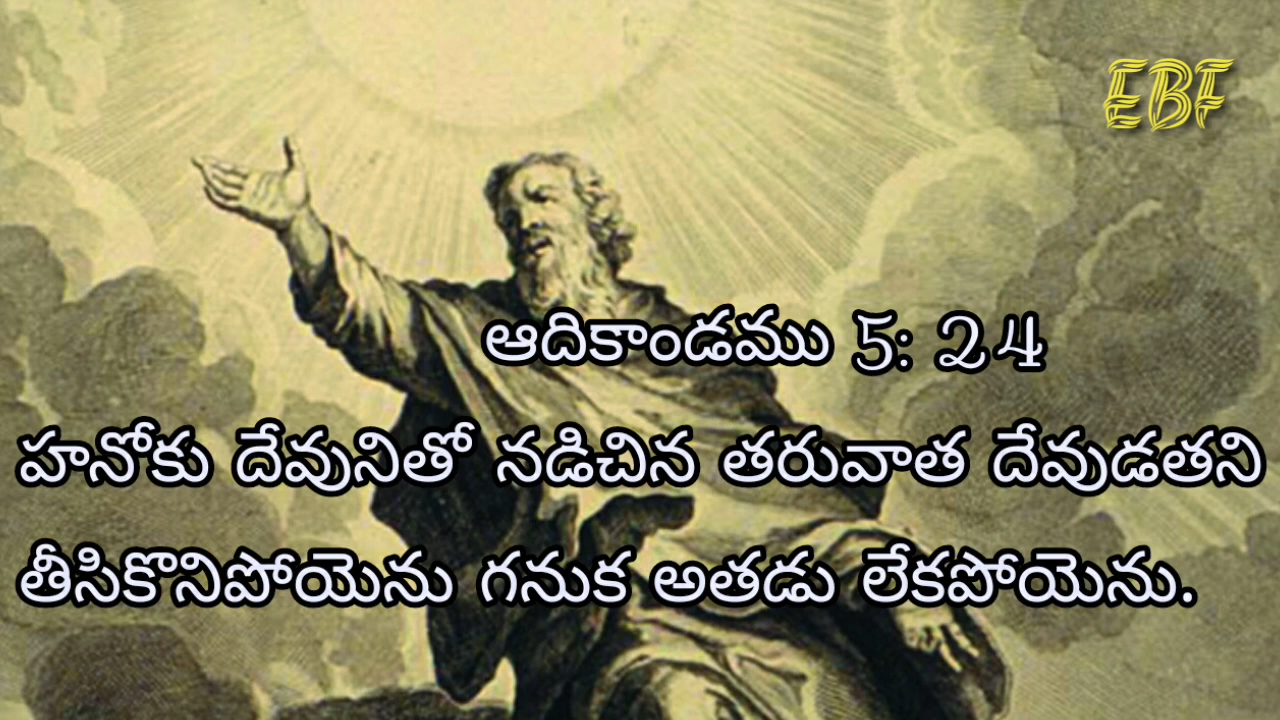 EBF
ఆదికాండము 5: 24
హనోకు దేవునితో నడిచిన తరువాత దేవుడతని
తీసికొనిపోయెను గనుక అతడు లేకపోయెను.